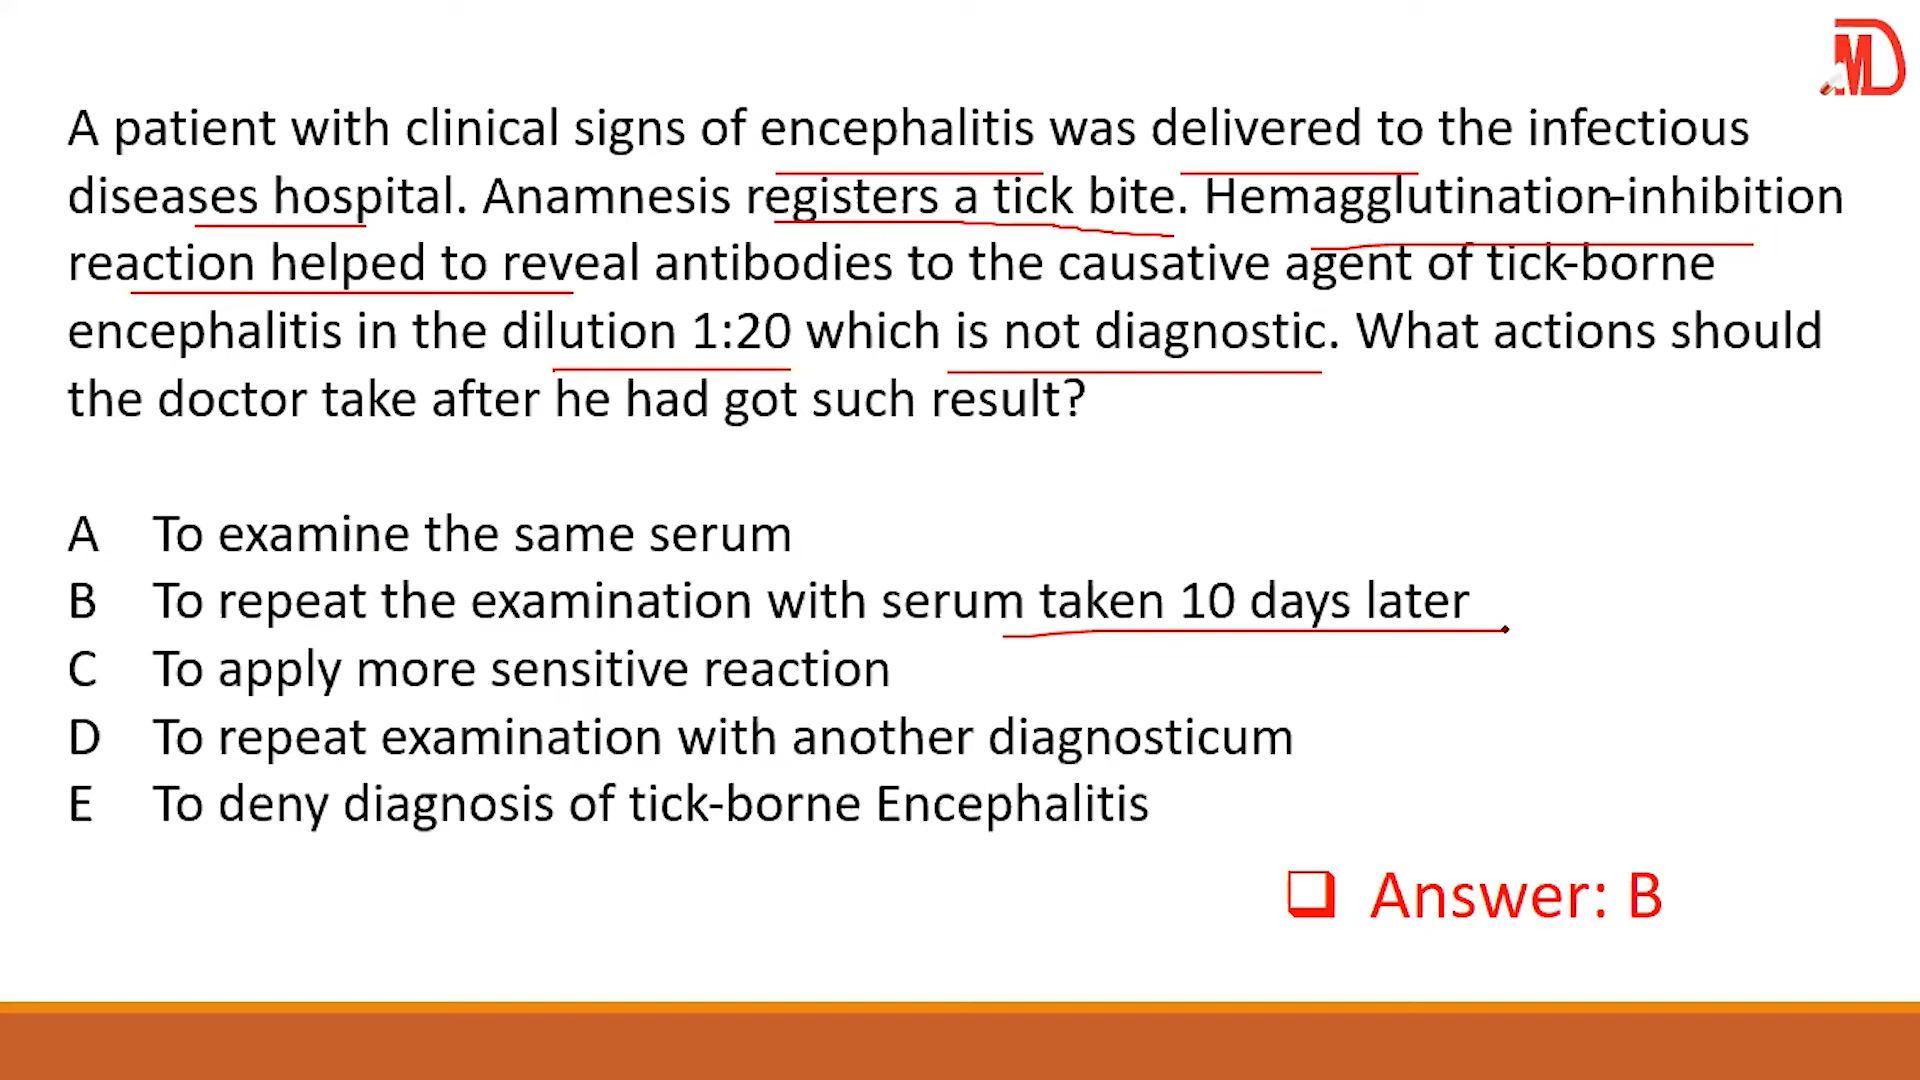 MD
A patient with clinical signs of encephalitis was delivered to the infectious
diseases hospital. Anamnesis registers a tick bite. Hemagglutination-inhibition
reaction helped to reveal antibodies to the causative agent of tick-borne
encephalitis in the dilution 1:20 which is not diagnostic. What actions should
the doctor take after he had got such result?
A To examine the same serum
B To repeat the examination with serum taken 10 days later
C To apply more sensitive reaction
D To repeat examination with another diagnosticum
E To deny diagnosis of tick-borne Encephalitis
❑ Answer: B